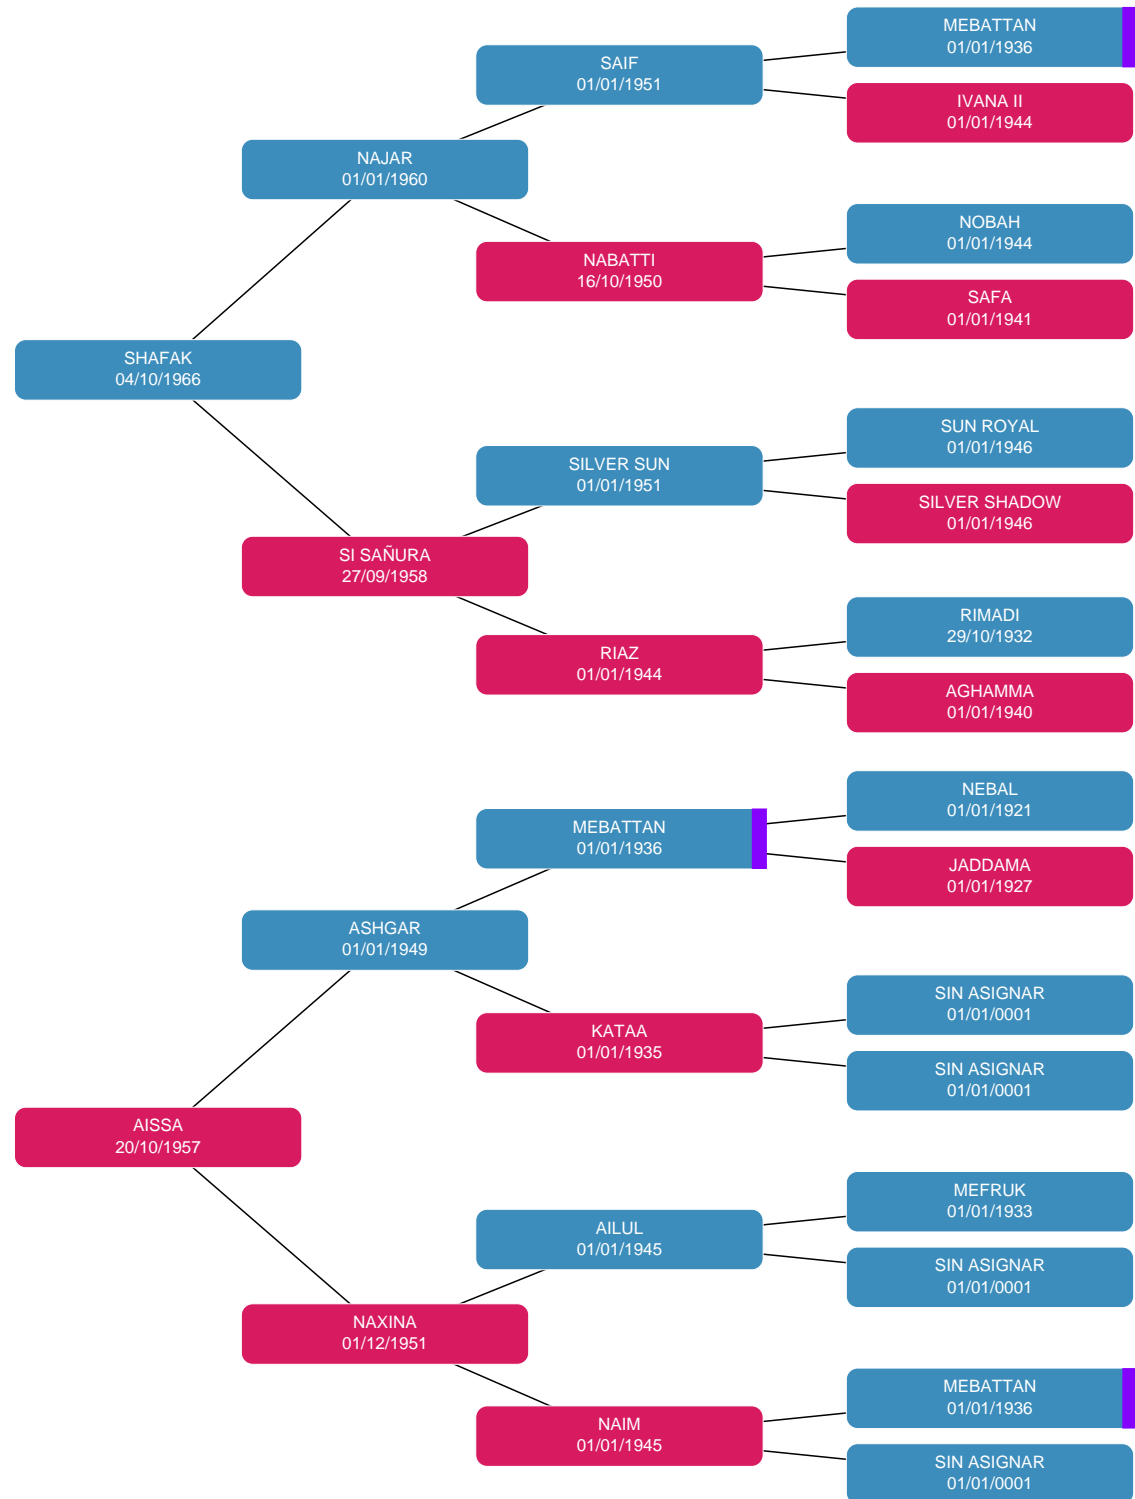 MEBATTAN
01/01/1936
SAIF
01/01/1951
IVANA II
01/01/1944
NAJAR
01/01/1960
NOBAH
01/01/1944
NABATTI
16/10/1950
SAFA
01/01/1941
SHAFAK
04/10/1966
SUN ROYAL
01/01/1946
SILVER SUN
01/01/1951
SILVER SHADOW
01/01/1946
SI SAÑURA
27/09/1958
RIMADI
29/10/1932
RIAZ
01/01/1944
AGHAMMA
01/01/1940
NEBAL
01/01/1921
MEBATTAN
01/01/1936
JADDAMA
01/01/1927
ASHGAR
01/01/1949
SIN ASIGNAR
01/01/0001
KATAA
01/01/1935
SIN ASIGNAR
01/01/0001
AISSA
20/10/1957
MEFRUK
01/01/1933
AILUL
01/01/1945
SIN ASIGNAR
01/01/0001
NAXINA
01/12/1951
MEBATTAN
01/01/1936
NAIM
01/01/1945
SIN ASIGNAR
01/01/0001